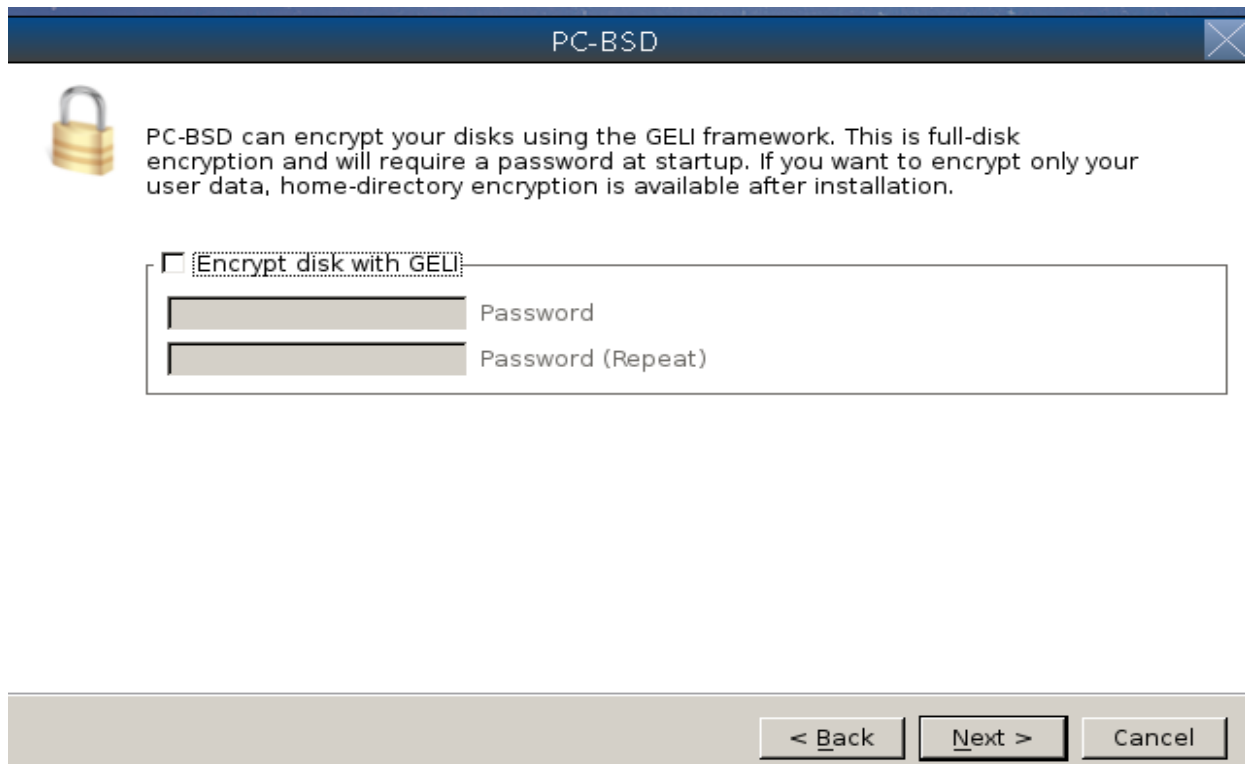 PC-BSD
PC-BSD can encrypt your disks using the GELI framework. This is full-disk
encryption and will require a password at startup. If you want to encrypt only your
user data, home-directory encryption is available after installation.
Encrypt disk with GELI
Password
Password (Repeat)
< Back Next > Cancel